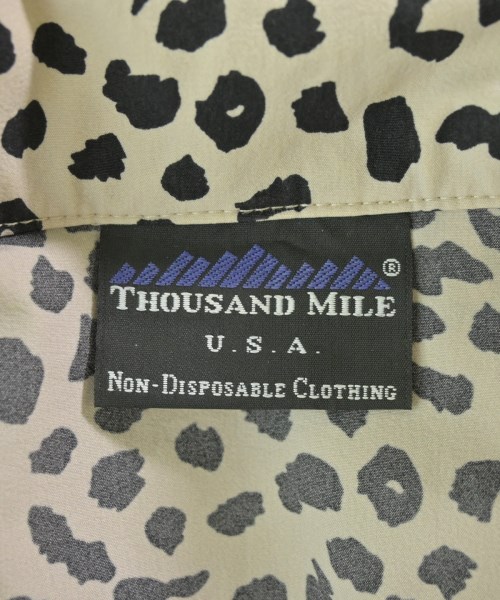 ®
THOUSAND MILE
U.S.A.
NON-DISPOSABLE CLOTHING